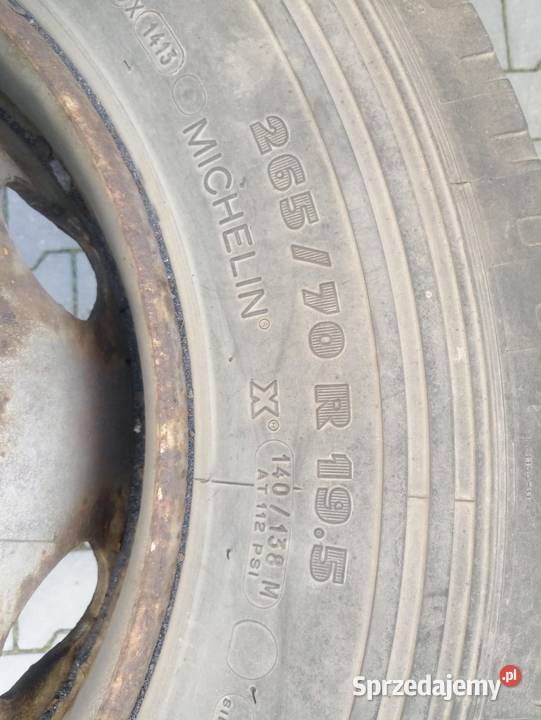 X 1413
MICHELIN
265/70 R 19.5
X®
140/138 M
AT 112 PSI
Sprzedajemy.pl